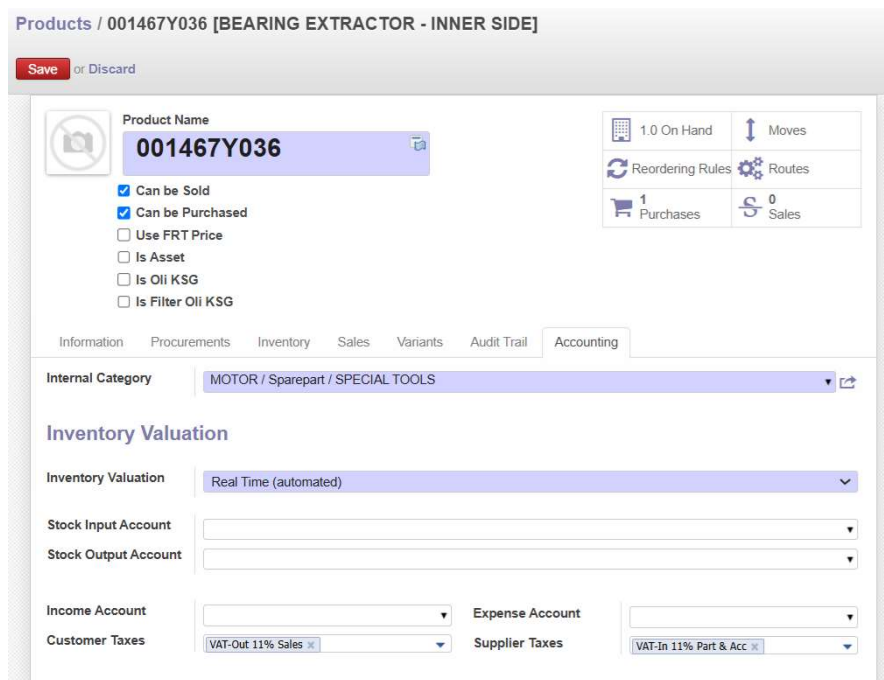 Products / 001467Y036 [BEARING EXTRACTOR - INNER SIDE]
Save or Discard
Product Name
001467Y036
Can be Sold
Can be Purchased
Use FRT Price
Is Asset
Is Oli KSG
Is Filter Oli KSG
1.0 On Hand
Moves
Reordering Rules
Routes
1 Purchases
0 Sales
Information Procurements Inventory Sales Variants Audit Trail Accounting
Internal Category MOTOR / Sparepart / SPECIAL TOOLS
Inventory Valuation
Inventory Valuation Real Time (automated)
Stock Input Account
Stock Output Account
Income Account Expense Account
Customer Taxes VAT-Out 11% Sales x Supplier Taxes VAT-In 11% Part & Acc x